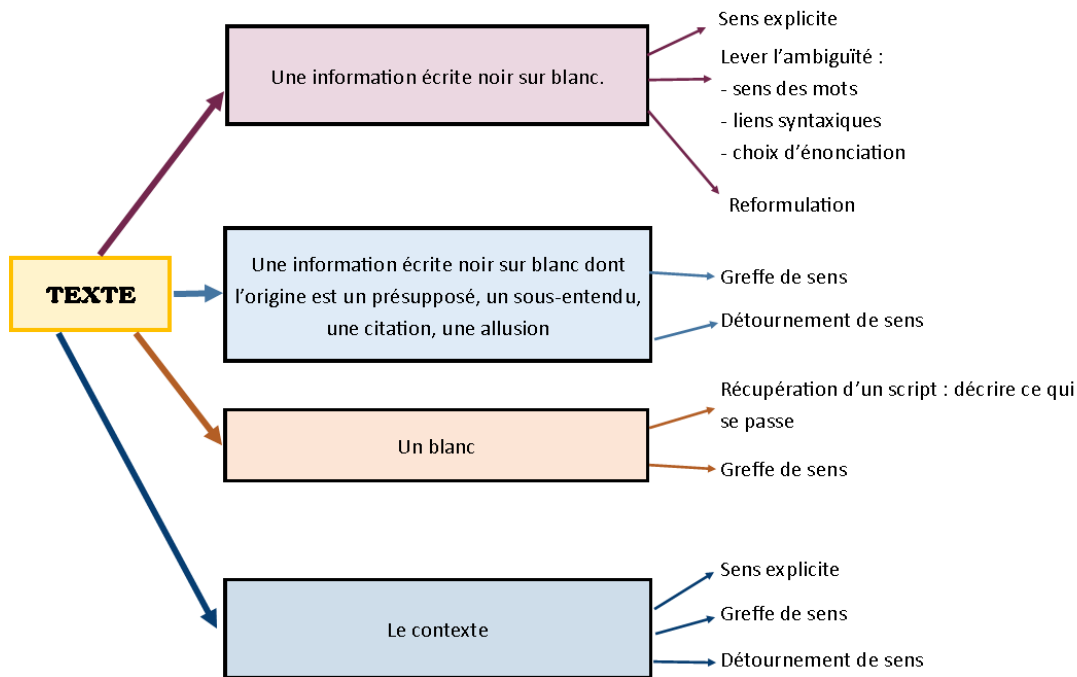 TEXTE
Une information écrite noir sur blanc.
Sens explicite
Lever l'ambiguïté :
- sens des mots
- liens syntaxiques
- choix d'énonciation
Reformulation
Une information écrite noir sur blanc dont
l'origine est un présupposé, un sous-entendu,
une citation, une allusion
Greffe de sens
Détournement de sens
Un blanc
Récupération d'un script : décrire ce qui
se passe
Greffe de sens
Le contexte
Sens explicite
Greffe de sens
Détournement de sens